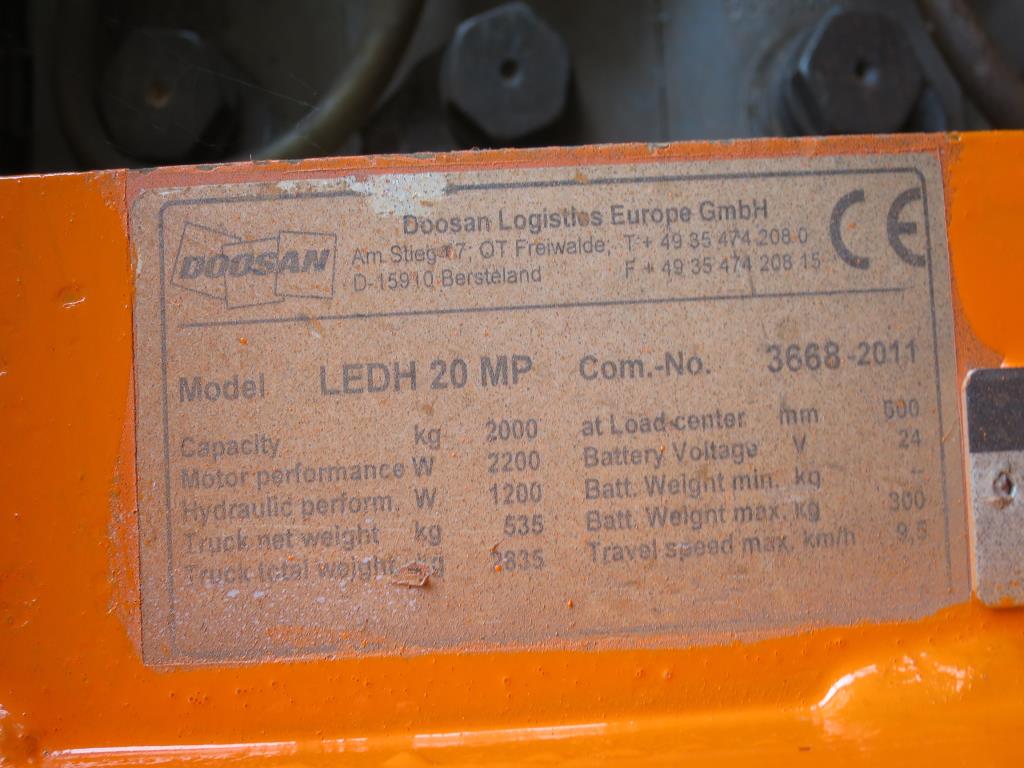 DOOSAN
Doosan Logistics Europe GmbH
Am Stieg 17; OT Freiwalde; T + 49 35 474 208 0
D-15910 Bersteland F + 49 35 474 208 15
CE
Model LEDH 20 MP Com.-No. 3668-2011
Capacity kg 2000 at Load-center mm 600
Motor performance W 2200 Battery Voltage V 24
Hydraulic perform. W 1200 Batt. Weight min. kg -
Truck net weight kg 535 Batt. Weight max. kg 300
Truck total weight kg 2835 Travel speed max. km/h 9,5